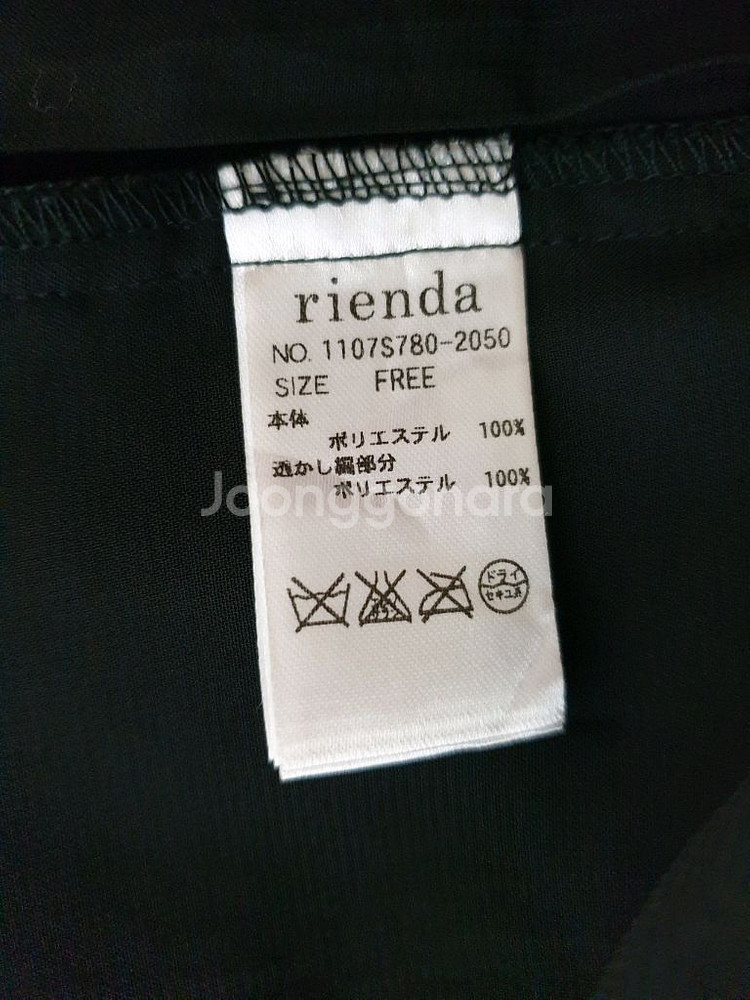 rienda
NO. 1107S780-2050
SIZE FREE
本体
ポリエステル 100%
透かし編部分
ポリエステル 100%
Joonggonara
ドライ
セキユ系